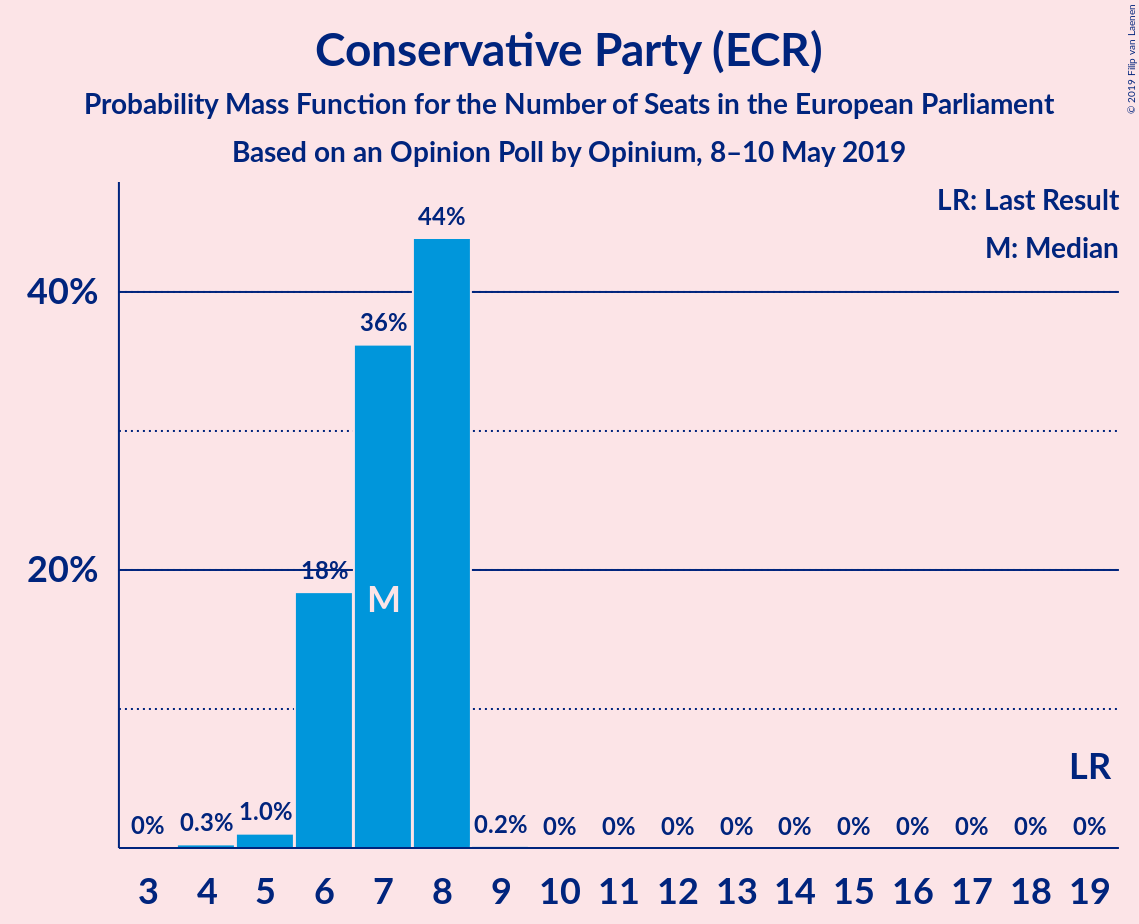 Conservative Party (ECR)
Probability Mass Function for the Number of Seats in the European Parliament
Based on an Opinion Poll by Opinium, 8–10 May 2019
© 2019 Filip van Laenen
LR: Last Result
M: Median
44%
40%
36%
20%
18%
M
LR
0% 0.3% 1.0% 0.2% 0% 0% 0% 0% 0% 0% 0% 0% 0% 0%
3 4 5 6 7 8 9 10 11 12 13 14 15 16 17 18 19